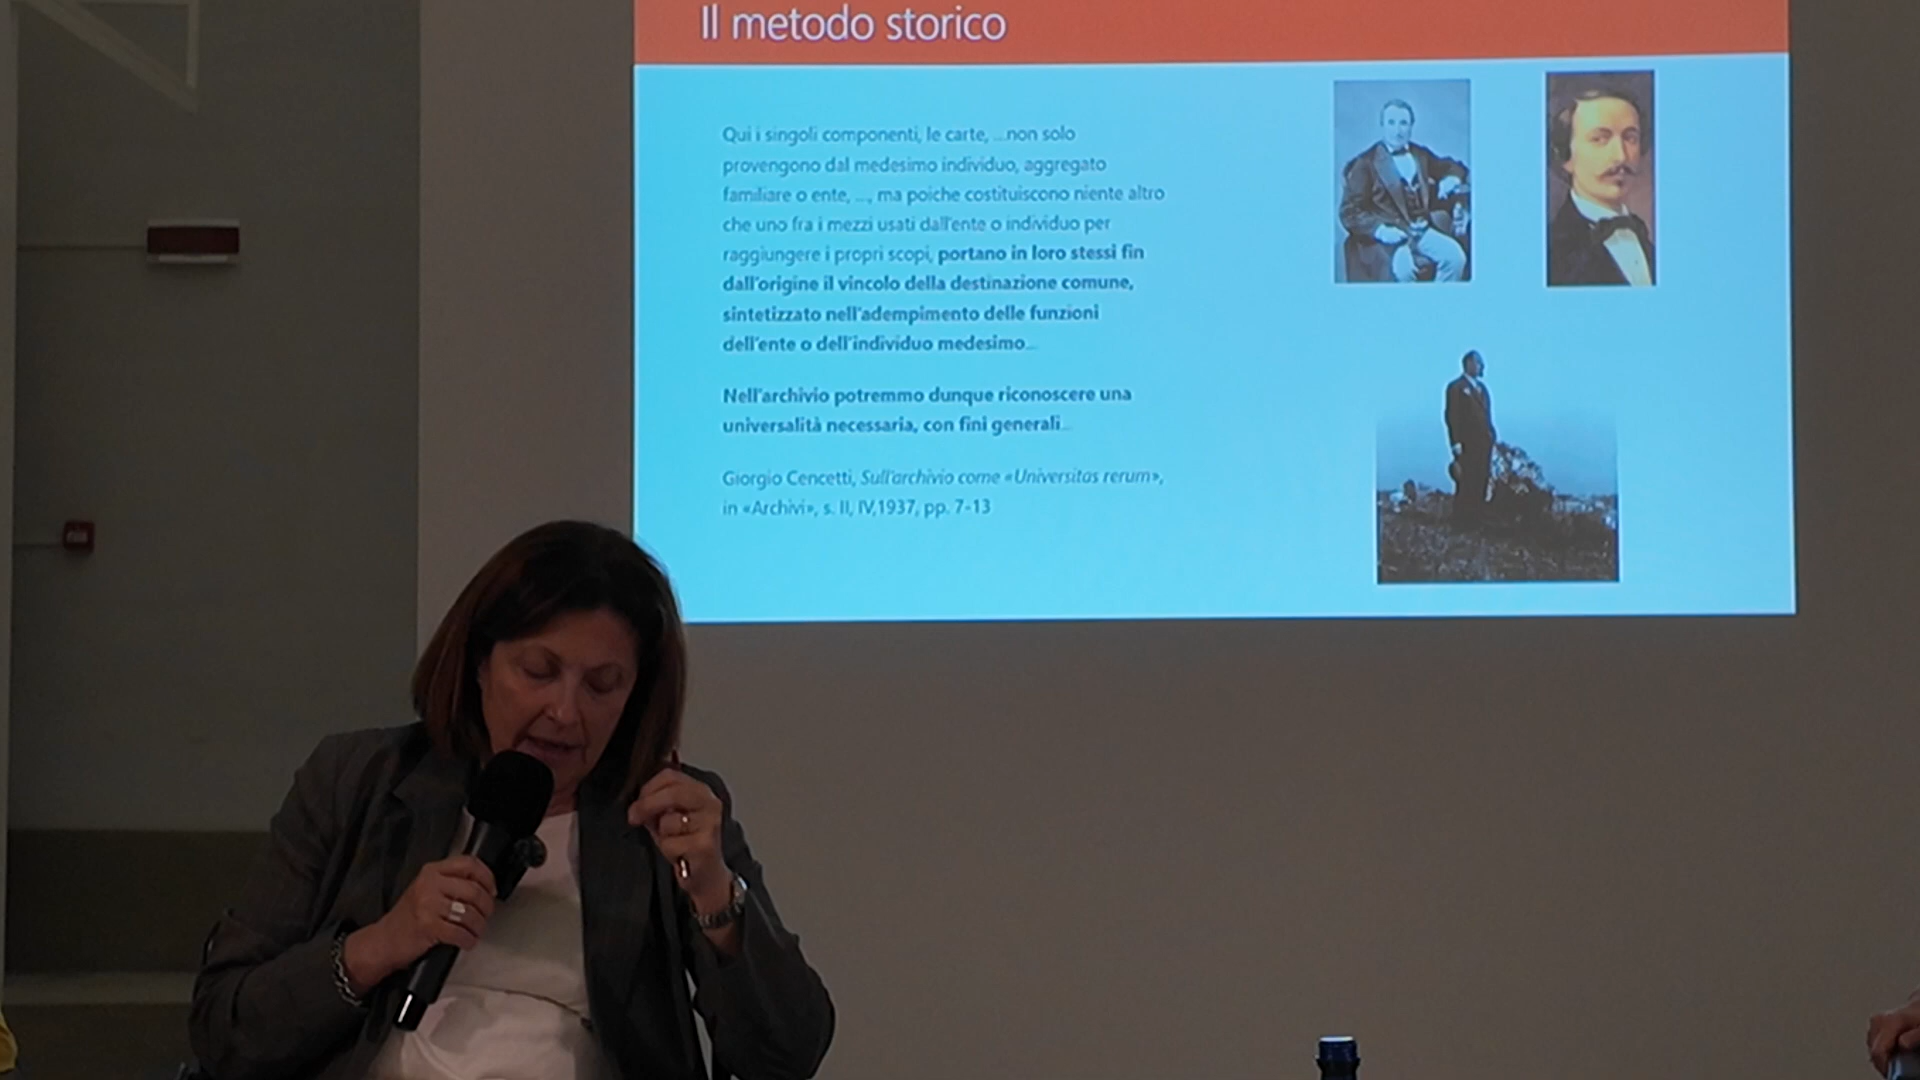 Il metodo storico
Qui i singoli componenti, le carte, ...non solo
provengono dal medesimo individuo, aggregato
familiare o ente, ..., ma poiche costituiscono niente altro
che uno fra i mezzi usati dall'ente o individuo per
raggiungere i propri scopi, portano in loro stessi fin
dall'origine il vincolo della destinazione comune,
sintetizzato nell'adempimento delle funzioni
dell'ente o dell'individuo medesimo...
Nell'archivio potremmo dunque riconoscere una
universalità necessaria, con fini generali...
Giorgio Cencetti, Sull'archivio come «Universitas rerum»,
in «Archivi», s. II, IV,1937, pp. 7-13